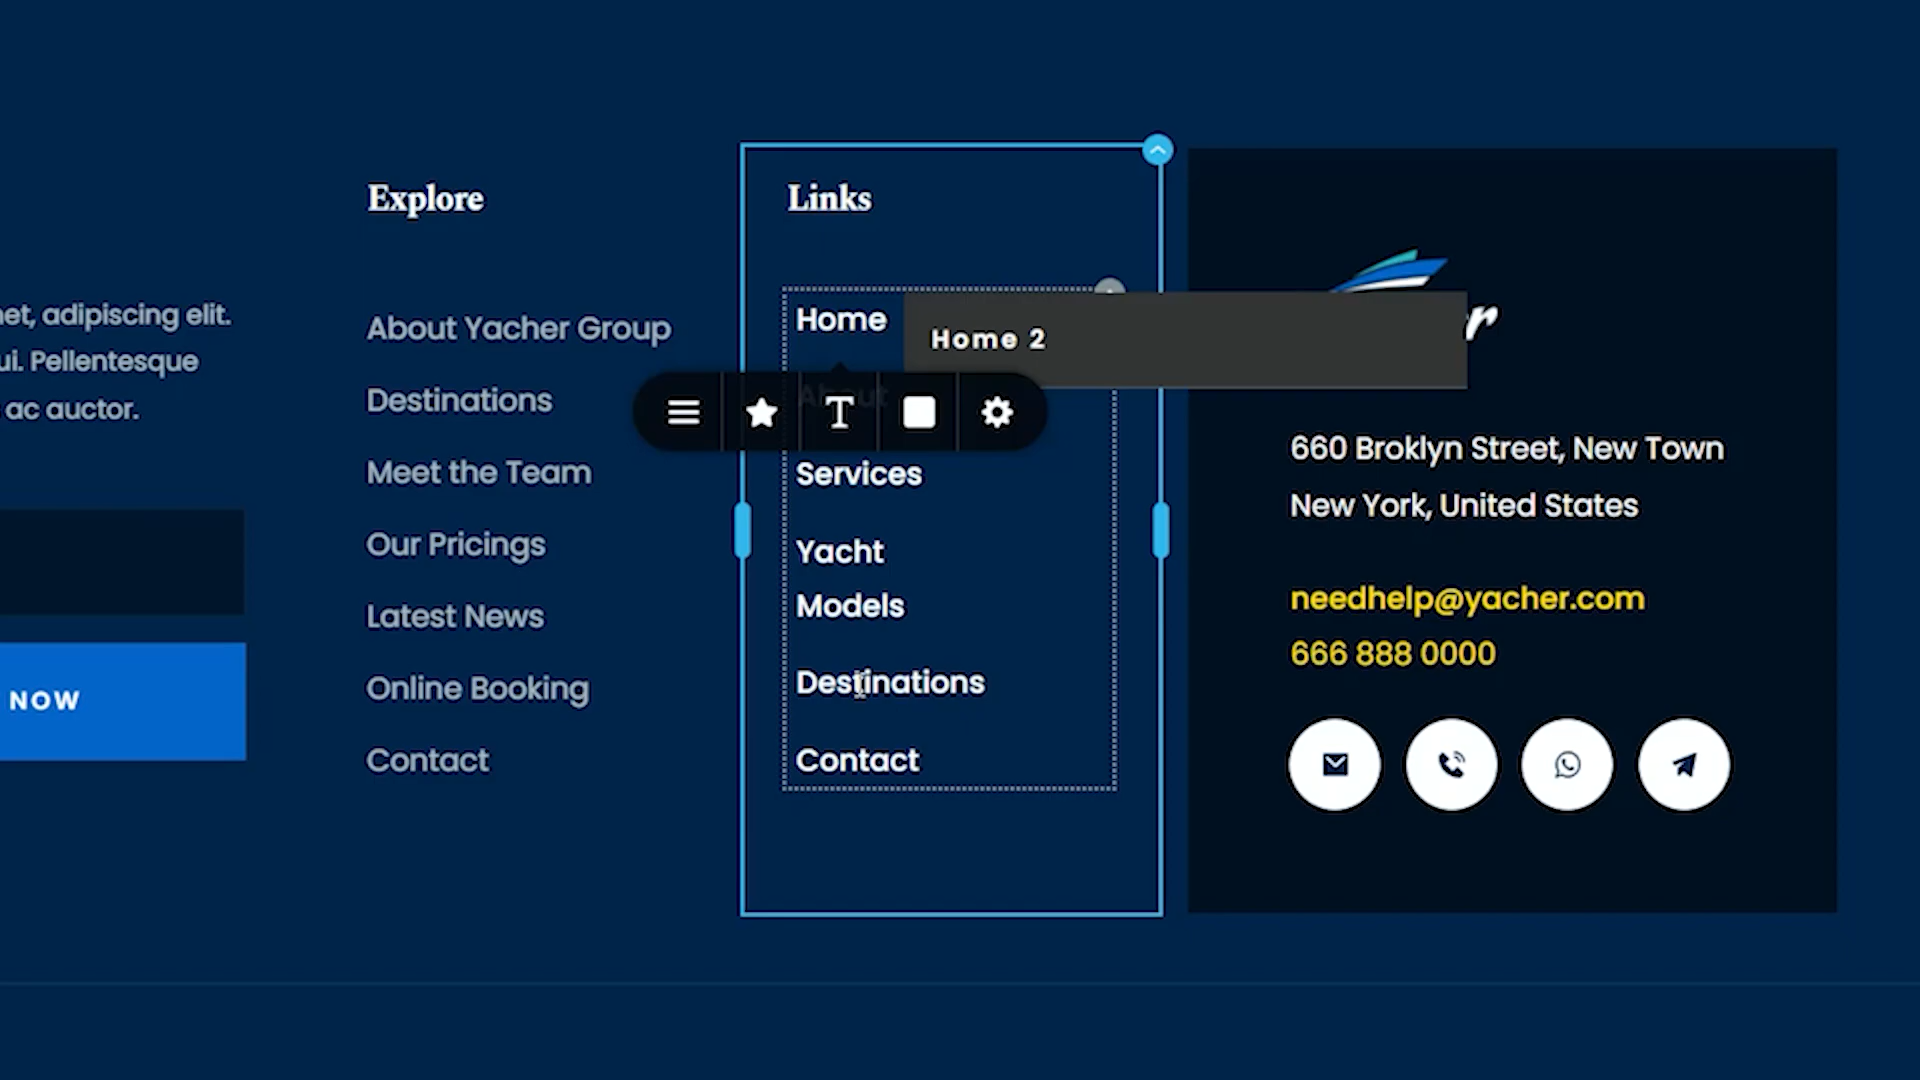 et, adipiscing elit.
ui. Pellentesque
ac auctor.
NOW
Explore
About Yacher Group
Destinations
Meet the Team
Our Pricings
Latest News
Online Booking
Contact
Links
Home
Home 2
About
T
Services
Yacht
Models
Destinations
Contact
r
660 Broklyn Street, New Town
New York, United States
needhelp@yacher.com
666 888 0000